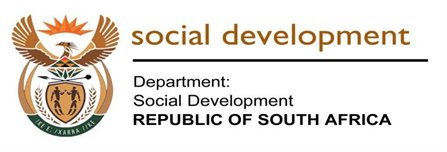 social development
Department:
Social Development
REPUBLIC OF SOUTH AFRICA